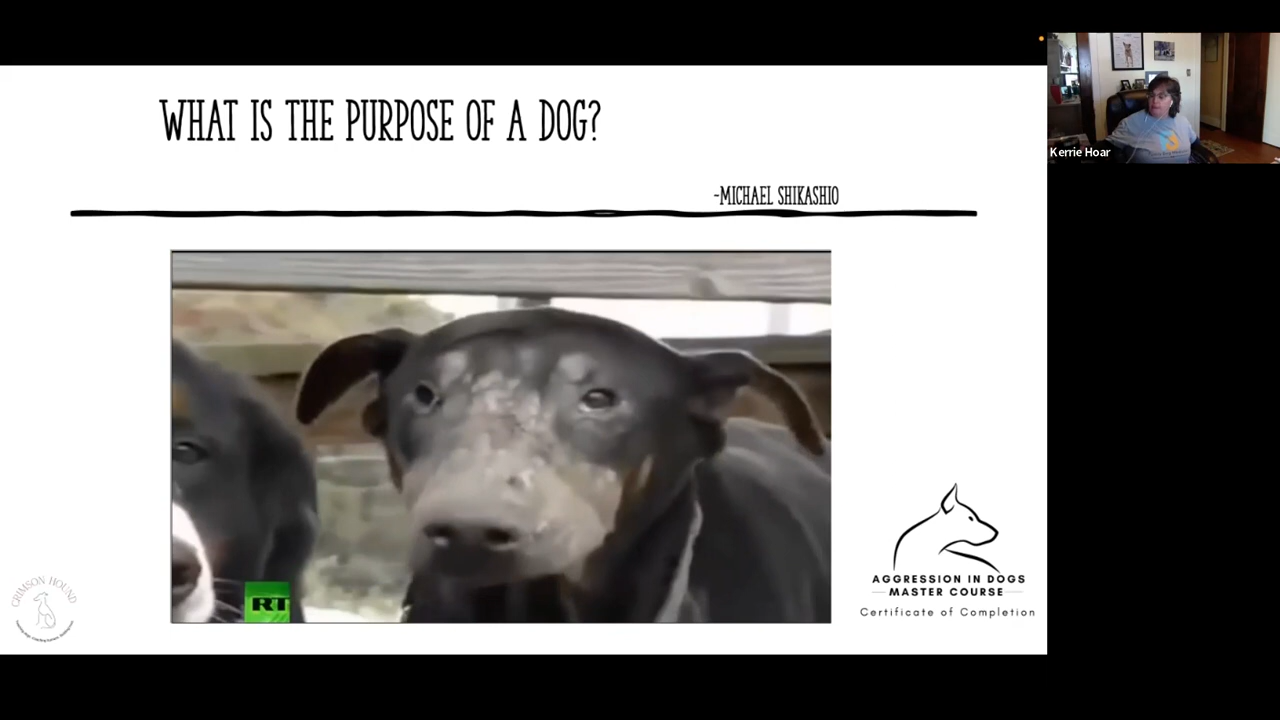 WHAT IS THE PURPOSE OF A DOG?
~MICHAEL SHIKASHIO
Kerrie Hoar
RT
AGGRESSION IN DOGS
MASTER COURSE
Certificate of Completion
CRIMSON HOUND